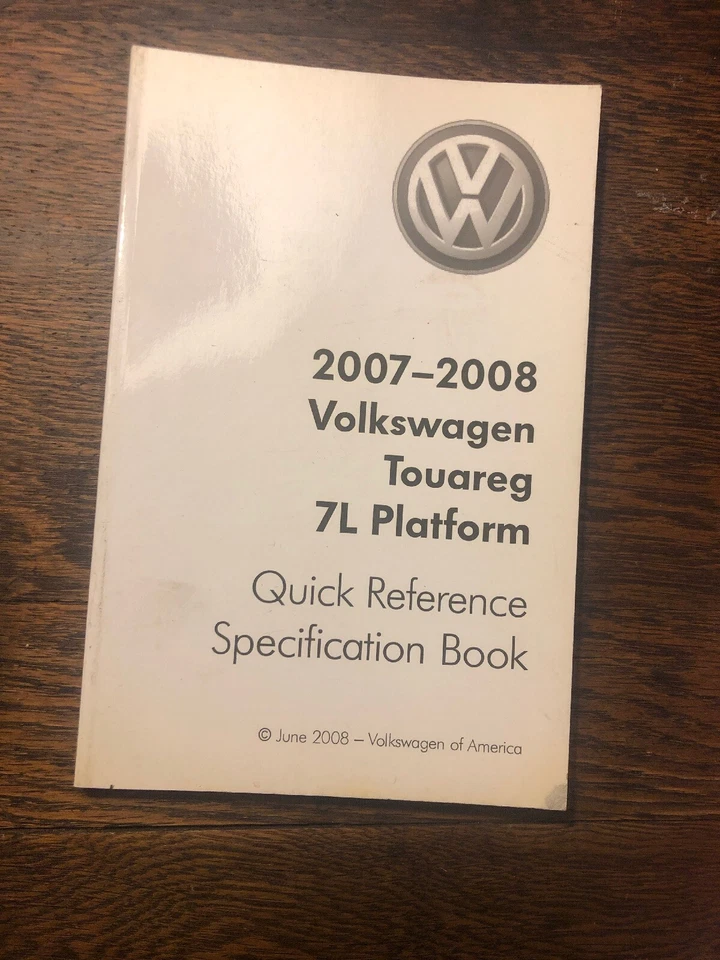 2007–2008
Volkswagen
Touareg
7L Platform
Quick Reference
Specification Book
© June 2008 – Volkswagen of America